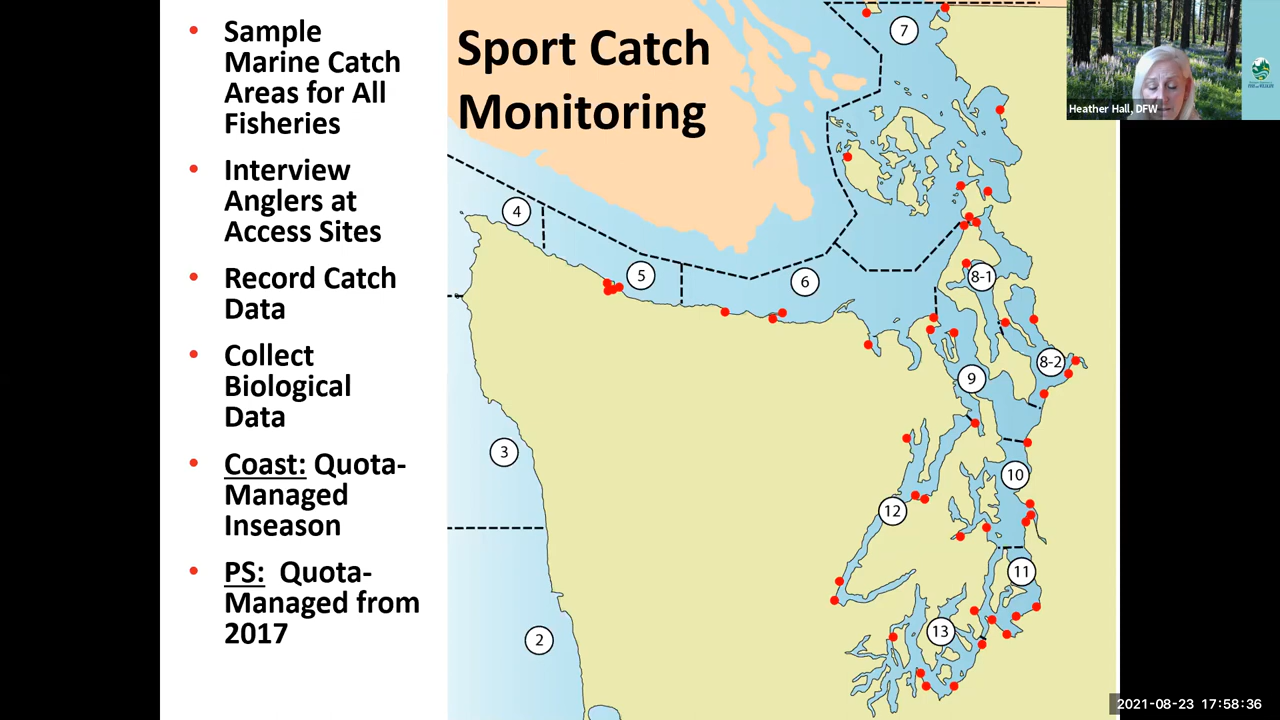 • Sample
Marine Catch
Areas for All
Fisheries
• Interview
Anglers at
Access Sites
• Record Catch
Data
• Collect
Biological
Data
• Coast: Quota-
Managed
Inseason
• PS: Quota-
Managed from
2017
Sport Catch
Monitoring
7
4
5
6
8-1
8-2
9
3
10
12
11
13
2
Heather Hall, DFW
2021-08-23 17:58:36